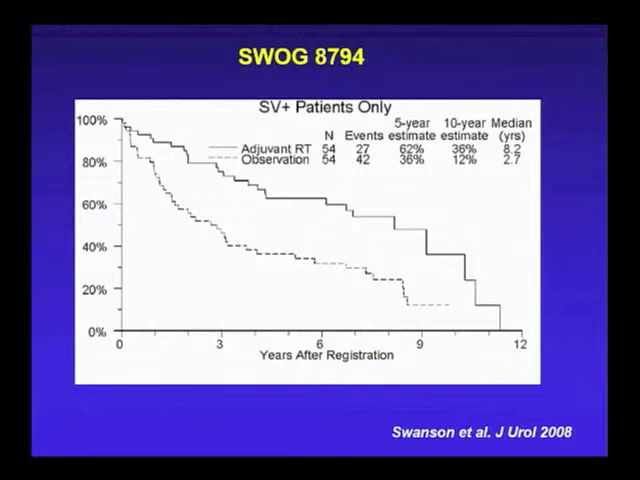 SWOG 8794
SV+ Patients Only
5-year 10-year Median
N Events estimate estimate (yrs)
Adjuvant RT 54 27 62% 36% 8.2
Observation 54 42 36% 12% 2.7
100%
80%
60%
40%
20%
0%
0 3 6 9 12
Years After Registration
Swanson et al. J Urol 2008